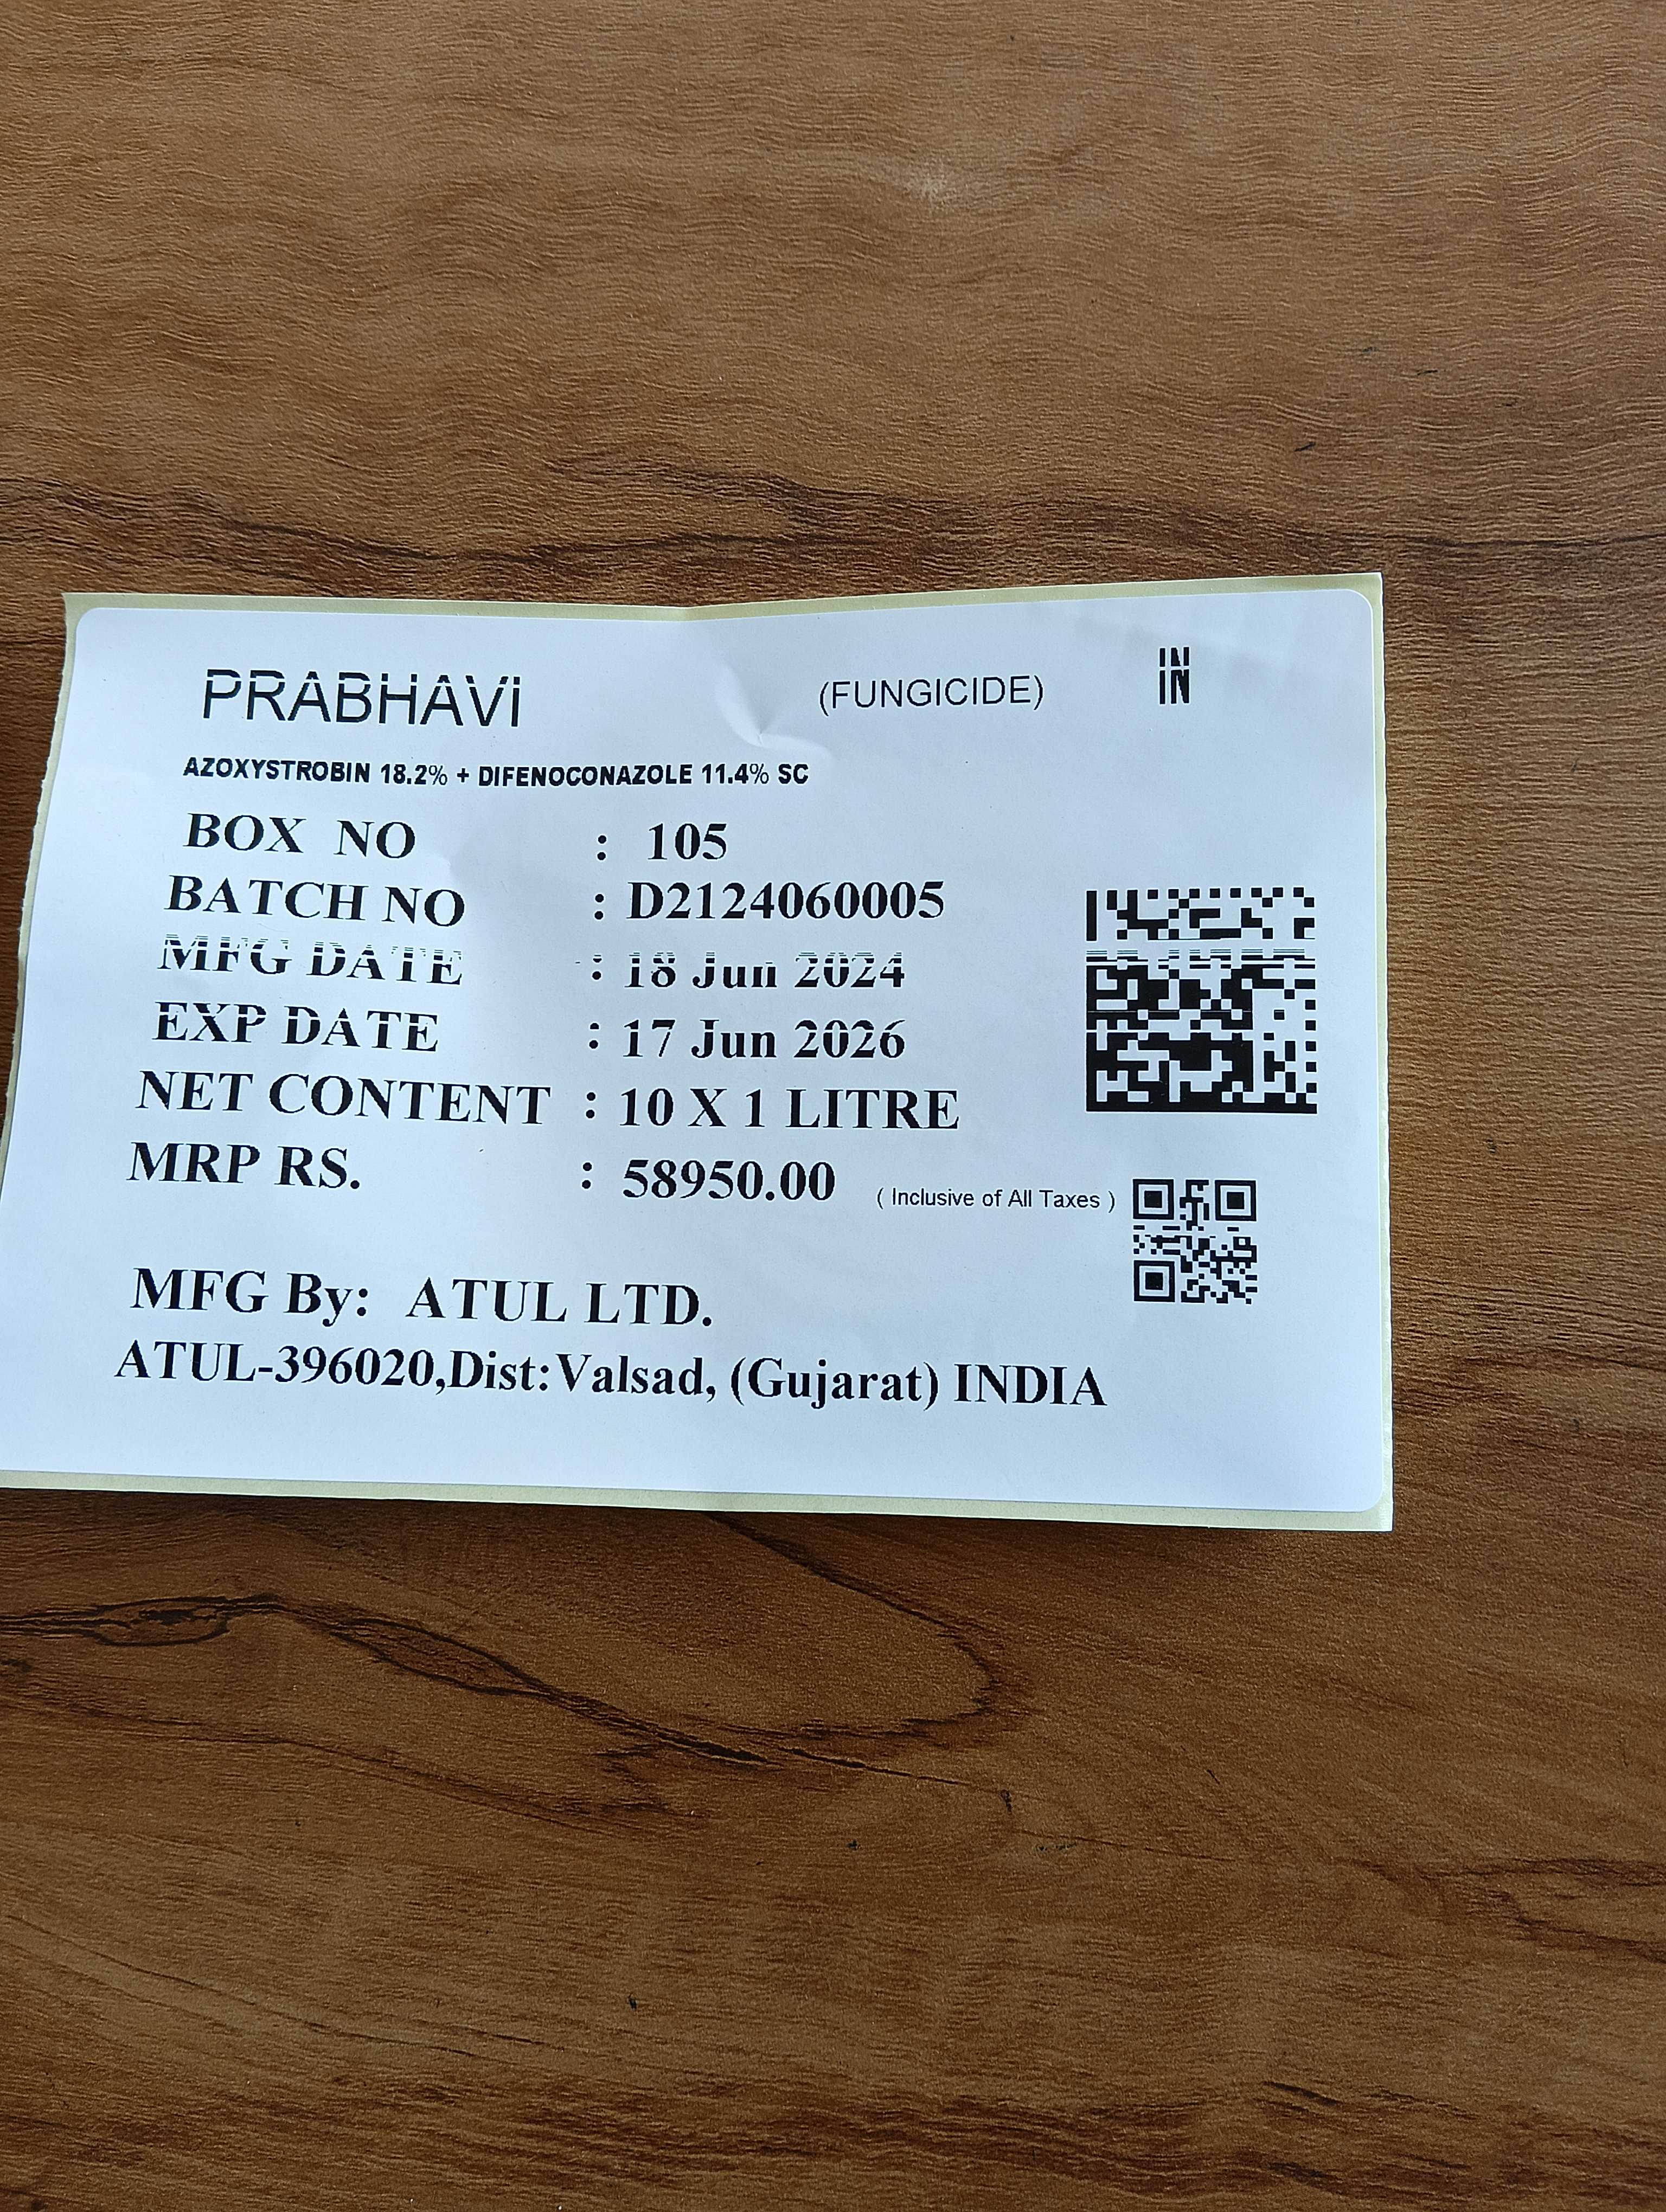 PRABHAVI (FUNGICIDE) IN
AZOXYSTROBIN 18.2% + DIFENOCONAZOLE 11.4% SC
BOX NO : 105
BATCH NO : D2124060005
MFG DATE : 18 Jun 2024
EXP DATE : 17 Jun 2026
NET CONTENT : 10 X 1 LITRE
MRP RS. : 58950.00 ( Inclusive of All Taxes )
MFG By: ATUL LTD.
ATUL-396020,Dist:Valsad, (Gujarat) INDIA